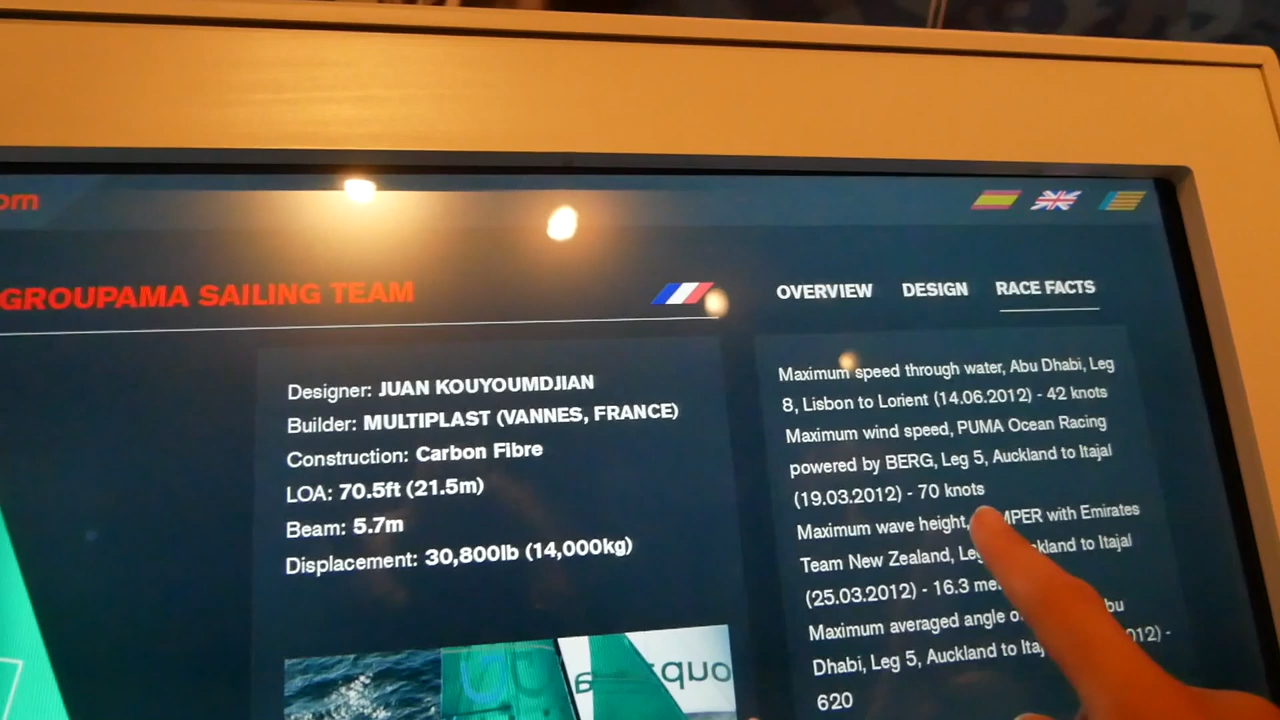 om
GROUPAMA SAILING TEAM
OVERVIEW DESIGN RACE FACTS
Designer: JUAN KOUYOUMDJIAN
Builder: MULTIPLAST (VANNES, FRANCE)
Construction: Carbon Fibre
LOA: 70.5ft (21.5m)
Beam: 5.7m
Displacement: 30,800lb (14,000kg)
Maximum speed through water, Abu Dhabi, Leg
8, Lisbon to Lorient (14.06.2012) - 42 knots
Maximum wind speed, PUMA Ocean Racing
powered by BERG, Leg 5, Auckland to Itajal
(19.03.2012) - 70 knots
Maximum wave height, MPER with Emirates
Team New Zealand, Le ckland to Itajal
(25.03.2012) - 16.3 me
Maximum averaged angle o bu
Dhabi, Leg 5, Auckland to Ita 012) -
620